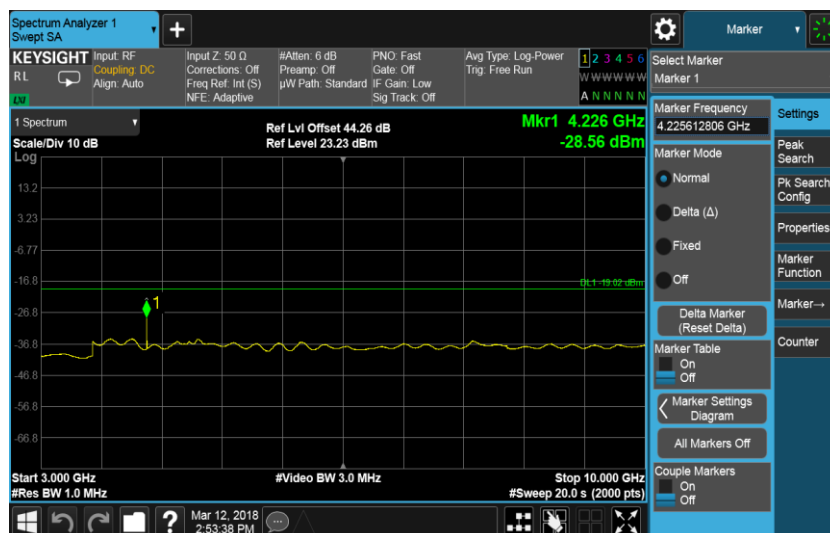 Spectrum Analyzer 1
Swept SA
+
Marker
KEYSIGHT
RL
LXI
Input: RF
Coupling: DC
Align: Auto
Input Z: 50 Ω
Corrections: Off
Freq Ref: Int (S)
NFE: Adaptive
#Atten: 6 dB
Preamp: Off
µW Path: Standard
PNO: Fast
Gate: Off
IF Gain: Low
Sig Track: Off
Avg Type: Log-Power
Trig: Free Run
1 2 3 4 5 6
W W W W W W
A N N N N N
Select Marker
Marker 1
1 Spectrum
Scale/Div 10 dB
Ref Lvl Offset 44.26 dB
Ref Level 23.23 dBm
Mkr1 4.226 GHz
-28.56 dBm
Log
13.2
3.23
-6.77
-16.8
-26.8
-36.8
-46.8
-56.8
-66.8
DL1 -19.02 dBm
1
Start 3.000 GHz
#Res BW 1.0 MHz
#Video BW 3.0 MHz
Stop 10.000 GHz
#Sweep 20.0 s (2000 pts)
Marker Frequency
4.225612806 GHz
Marker Mode
Normal
Delta (Δ)
Fixed
Off
Delta Marker
(Reset Delta)
Marker Table
On
Off
Marker Settings
Diagram
All Markers Off
Couple Markers
On
Off
Settings
Peak
Search
Pk Search
Config
Properties
Marker
Function
Marker→
Counter
?
Mar 12, 2018
2:53:38 PM